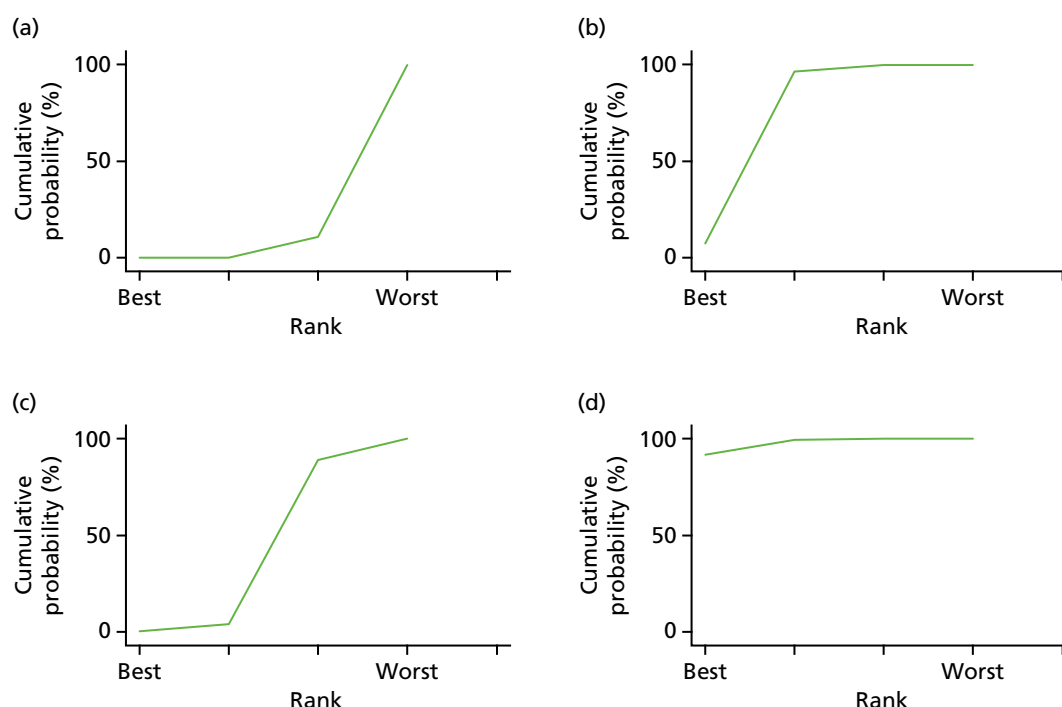 (a)
Cumulative
probability (%)
100
50
0
Best
Worst
Rank
(b)
Cumulative
probability (%)
100
50
0
Best
Worst
Rank
(c)
Cumulative
probability (%)
100
50
0
Best
Worst
Rank
(d)
Cumulative
probability (%)
100
50
0
Best
Worst
Rank